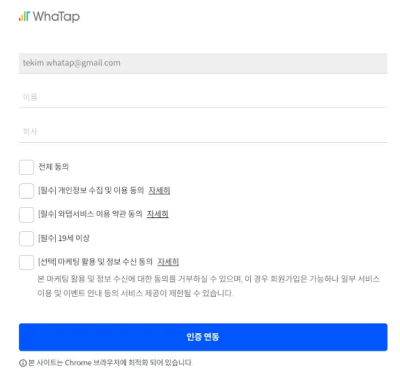 WhaTap
tekim.whatap@gmail.com
이름
회사
전체 동의
[필수] 개인정보 수집 및 이용 동의 자세히
[필수] 와탭서비스 이용 약관 동의 자세히
[필수] 19세 이상
[선택] 마케팅 활용 및 정보 수신 동의 자세히
본 마케팅 활용 및 정보 수신에 대한 동의를 거부하실 수 있으며, 이 경우 회원가입은 가능하나 일부 서비스
이용 및 이벤트 안내 등의 서비스 제공이 제한될 수 있습니다.
인증 연동
본 사이트는 Chrome 브라우저에 최적화 되어 있습니다.